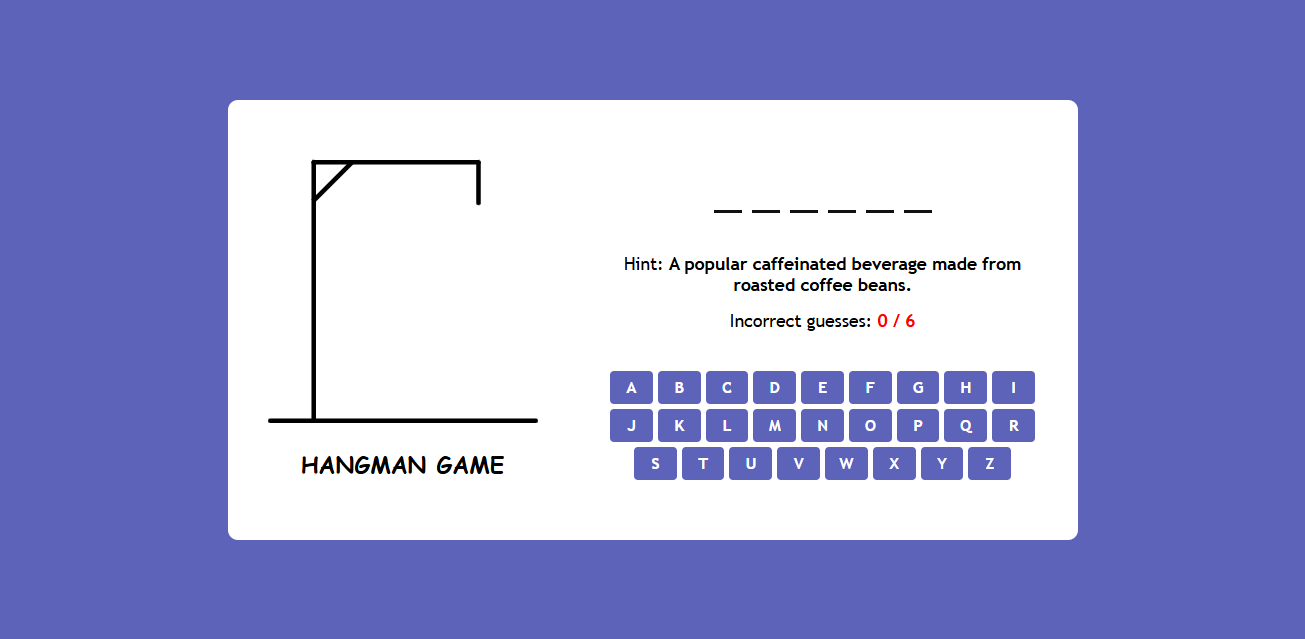 Hint: A popular caffeinated beverage made from
roasted coffee beans.
Incorrect guesses: 0 / 6
A B C D E F G H I
J K L M N O P Q R
S T U V W X Y Z
HANGMAN GAME